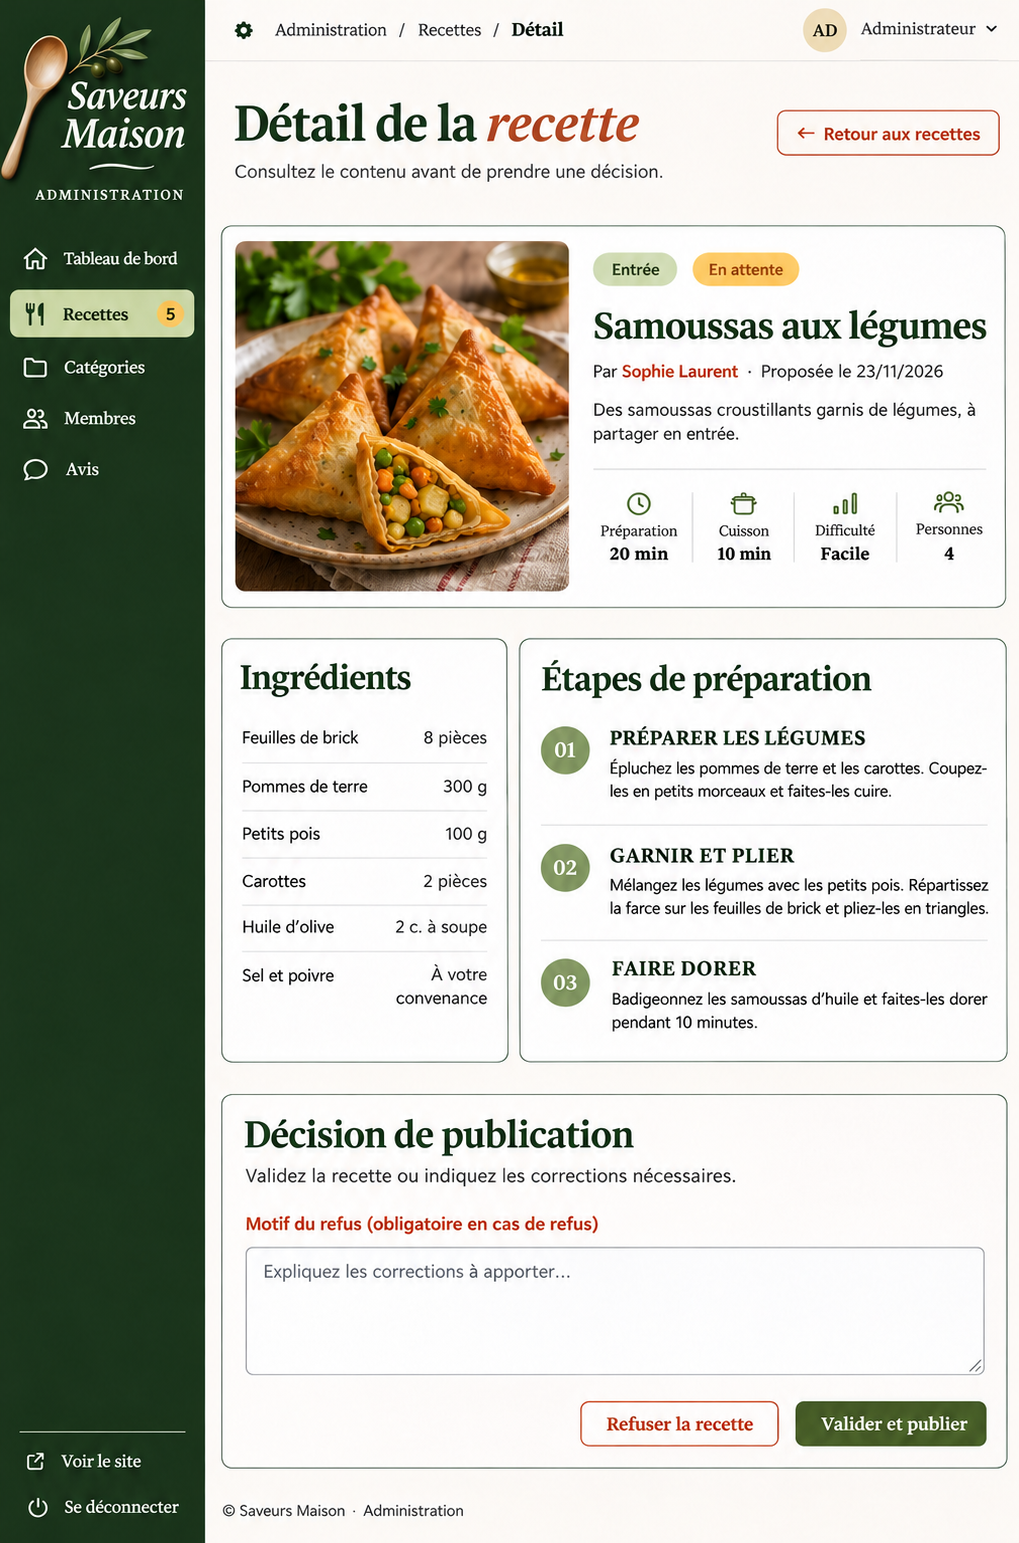 Saveurs
Maison
ADMINISTRATION
Tableau de bord
Recettes 5
Catégories
Membres
Avis
Voir le site
Se déconnecter
Administration / Recettes / Détail
AD Administrateur
Détail de la recette
Consultez le contenu avant de prendre une décision.
← Retour aux recettes
Entrée
En attente
Samoussas aux légumes
Par Sophie Laurent · Proposée le 23/11/2026
Des samoussas croustillants garnis de légumes, à
partager en entrée.
Préparation
20 min
Cuisson
10 min
Difficulté
Facile
Personnes
4
Ingrédients
Feuilles de brick 8 pièces
Pommes de terre 300 g
Petits pois 100 g
Carottes 2 pièces
Huile d’olive 2 c. à soupe
Sel et poivre À votre
convenance
Étapes de préparation
01 PRÉPARER LES LÉGUMES
Épluchez les pommes de terre et les carottes. Coupez-
les en petits morceaux et faites-les cuire.
02 GARNIR ET PLIER
Mélangez les légumes avec les petits pois. Répartissez
la farce sur les feuilles de brick et pliez-les en triangles.
03 FAIRE DORER
Badigeonnez les samoussas d’huile et faites-les dorer
pendant 10 minutes.
Décision de publication
Validez la recette ou indiquez les corrections nécessaires.
Motif du refus (obligatoire en cas de refus)
Expliquez les corrections à apporter...
Refuser la recette
Valider et publier
© Saveurs Maison · Administration